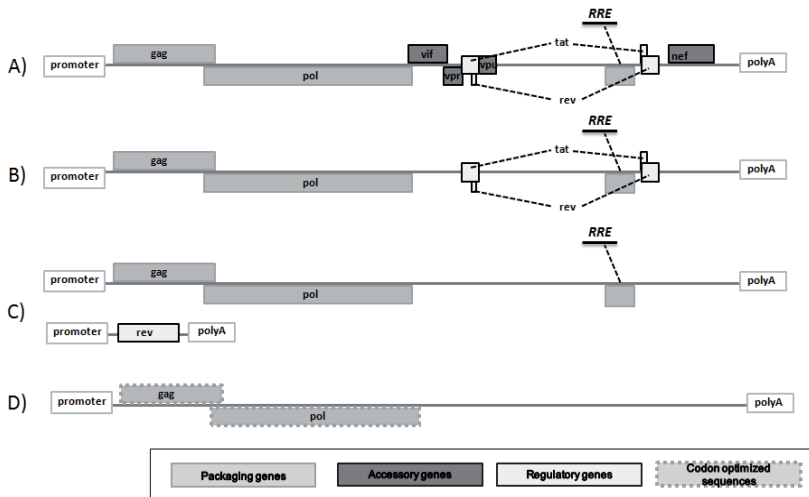 RRE
A)
promoter
gag
pol
vif
vpr
vpu
tat
rev
nef
polyA
RRE
B)
promoter
gag
pol
tat
rev
polyA
RRE
promoter
gag
pol
polyA
C)
promoter
rev
polyA
D)
promoter
gag
pol
polyA
Packaging genes
Accessory genes
Regulatory genes
Codon optimized
sequences